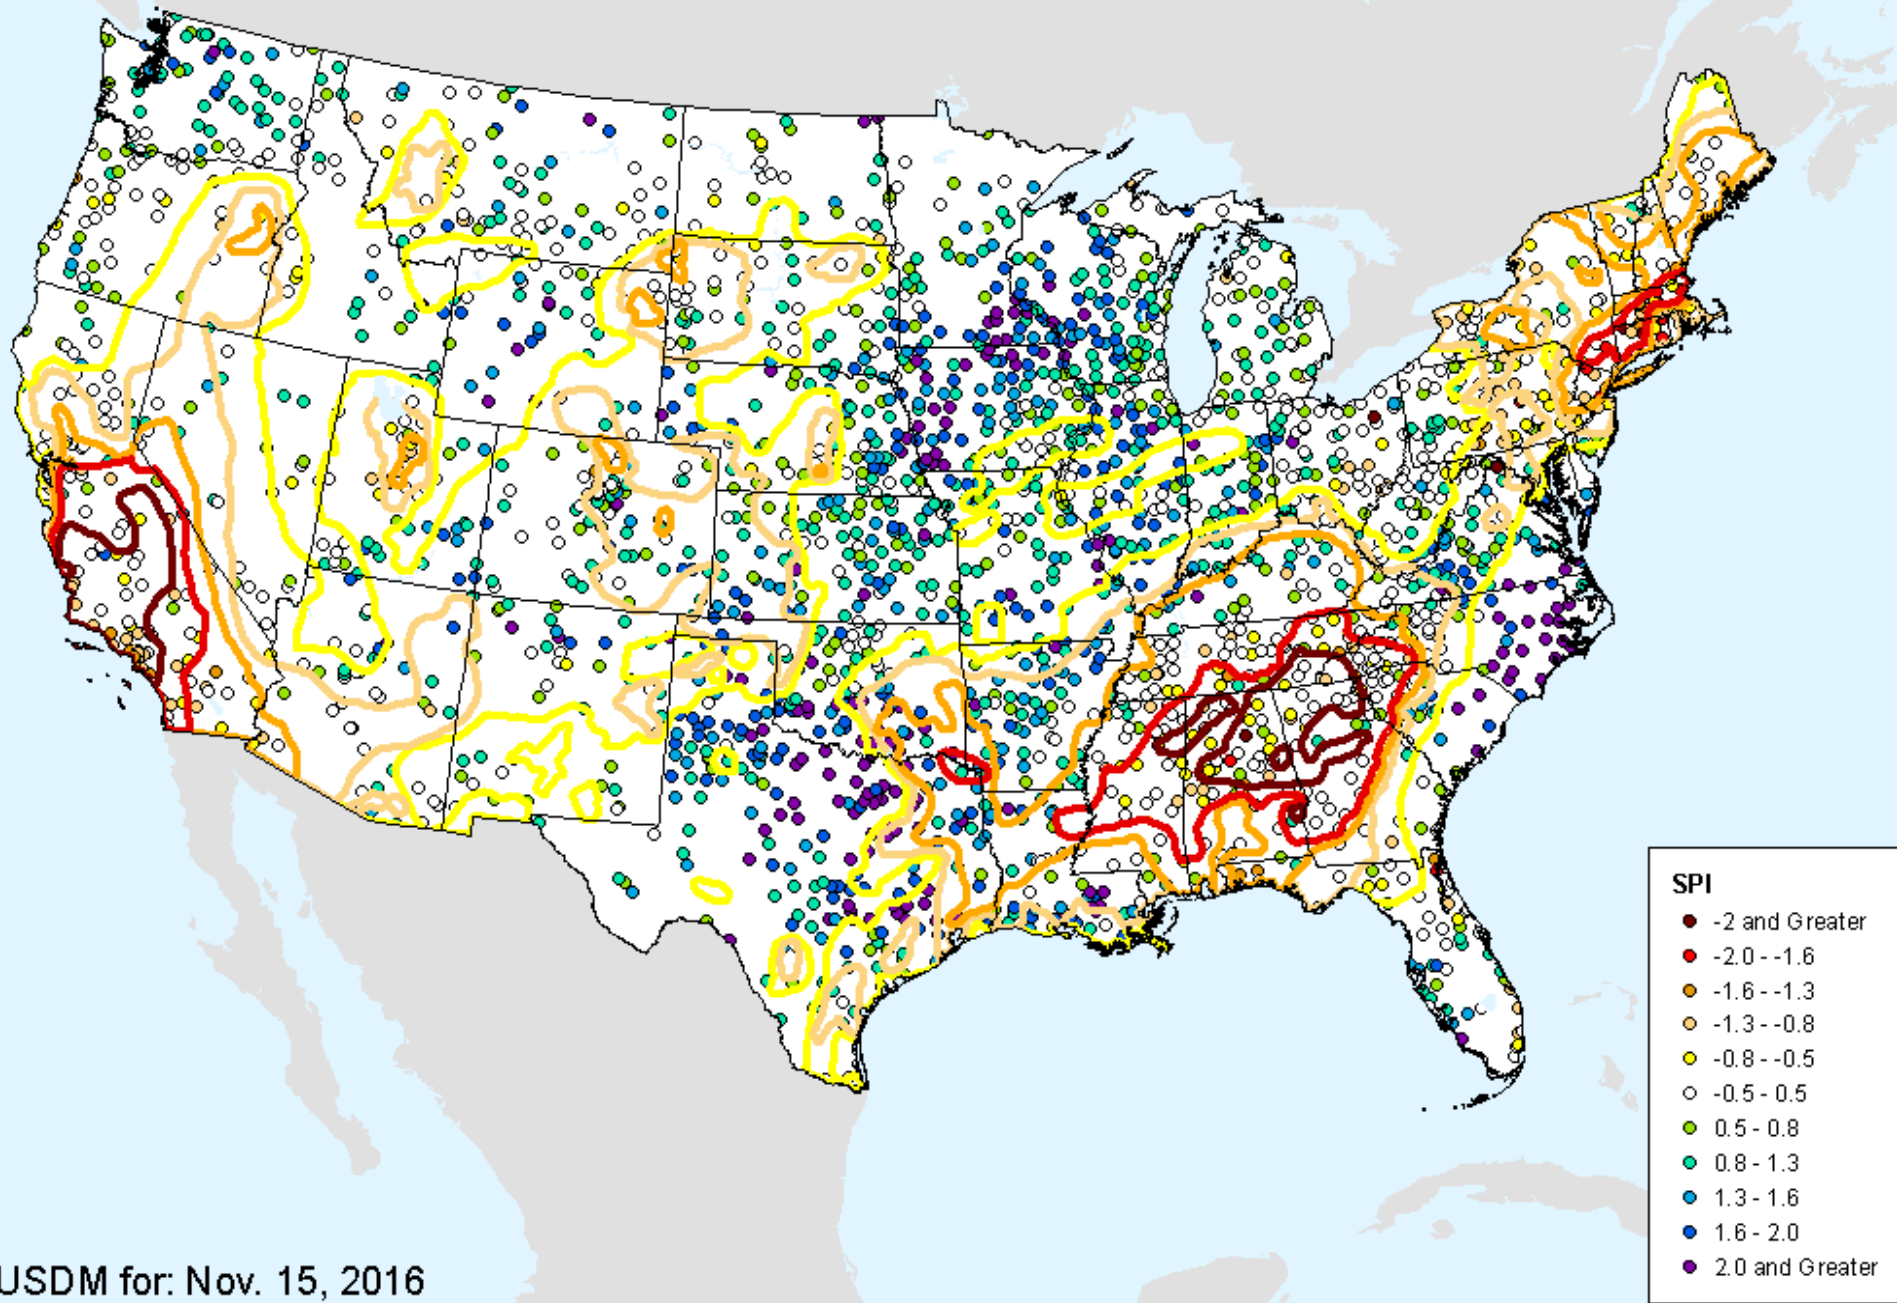 SPI
-2 and Greater
-2.0 - -1.6
-1.6 - -1.3
-1.3 - -0.8
-0.8 - -0.5
-0.5 - 0.5
0.5 - 0.8
0.8 - 1.3
1.3 - 1.6
1.6 - 2.0
2.0 and Greater
USDM for: Nov. 15, 2016